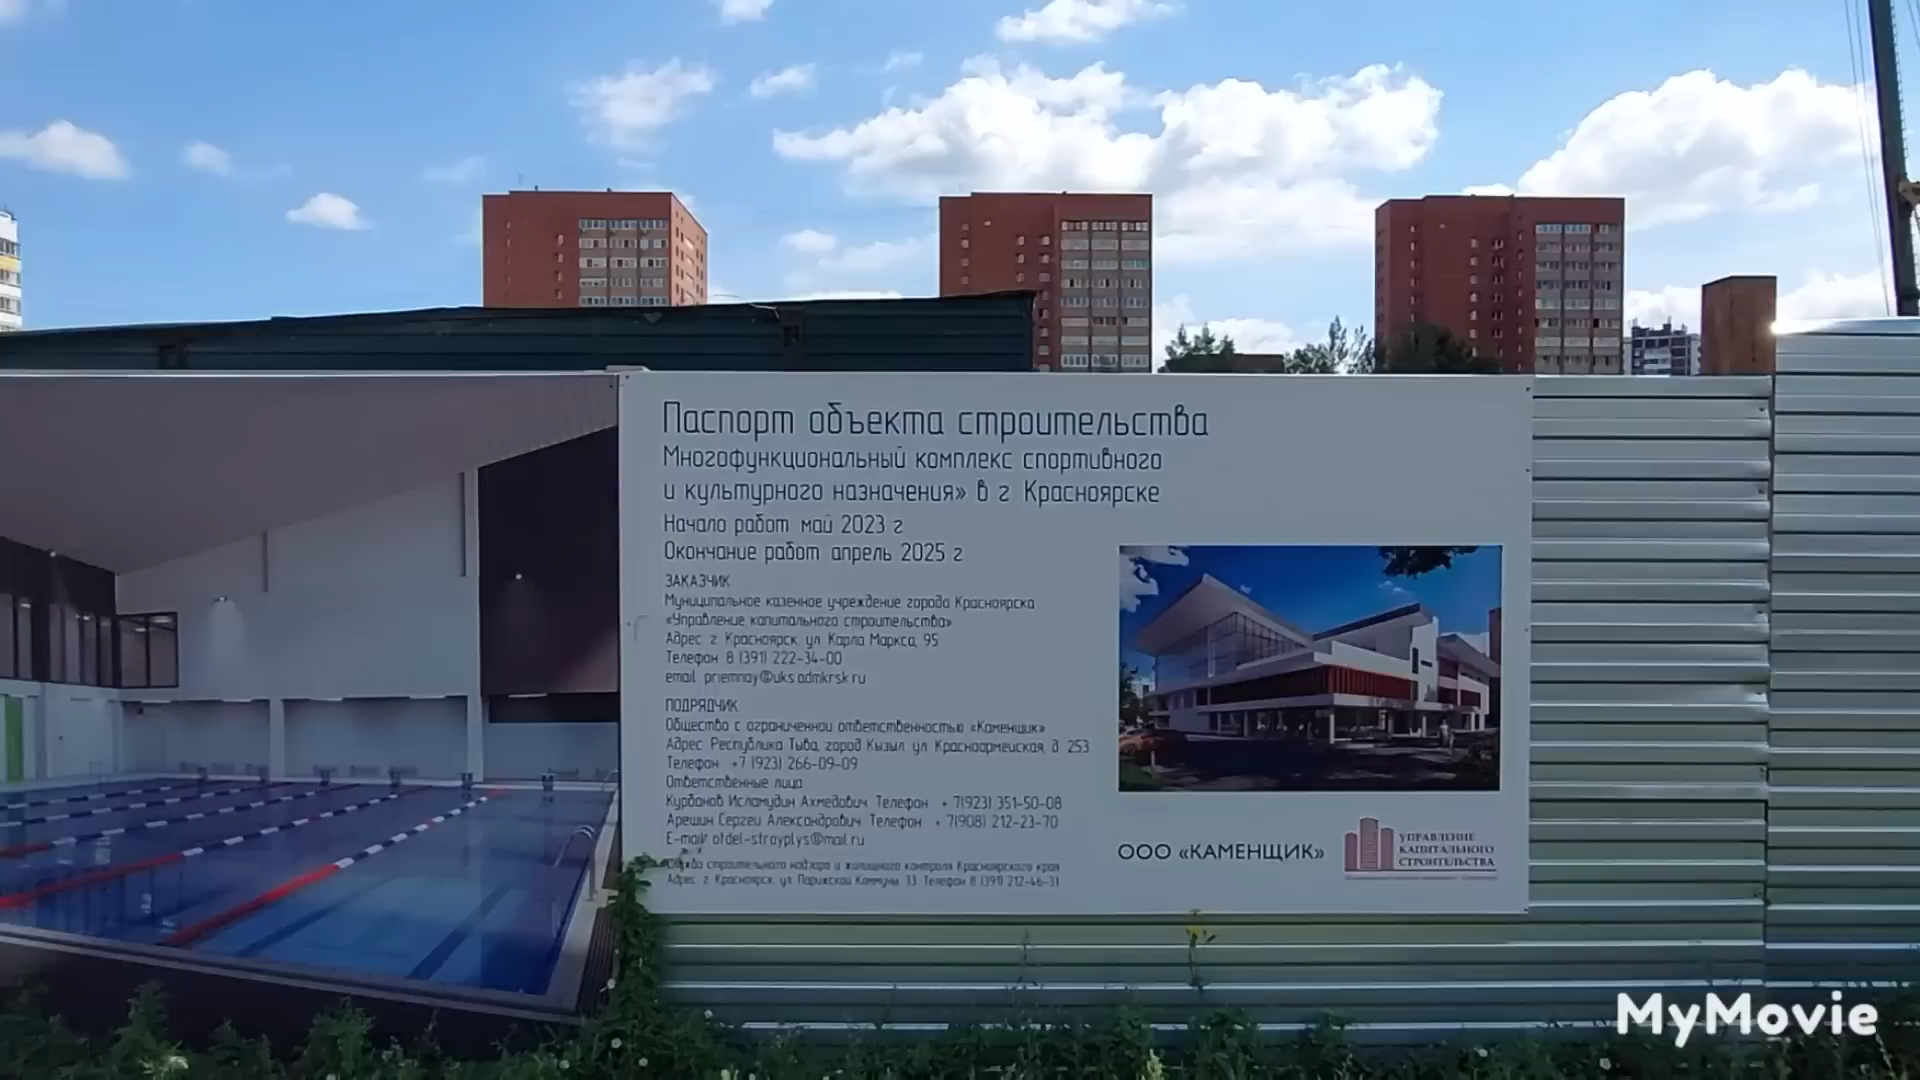 Паспорт объекта строительства
Многофункциональный комплекс спортивного
и культурного назначения» в г Красноярске
Начало работ май 2023 г
Окончание работ апрель 2025 г
ЗАКАЗЧИК
Муниципальное казенное учреждение города Красноярска
«Управление капитального строительства»
Адрес г Красноярск, ул Карла Маркса, 95
Телефон 8 (391) 222-34-00
email priemnay@uks.admkrsk.ru
ПОДРЯДЧИК
Общество с ограниченной ответственностью «Каменщик»
Адрес Республика Тыва, город Кызыл ул Красноармейская, д 253
Телефон +7 (923) 266-09-09
Ответственные лица
Курбанов Исламудин Ахмедович Телефон + 7(923) 351-50-08
Арешин Сергей Александрович Телефон + 7(908) 212-23-70
E-mail: otdel-stroyplys@mail.ru
Служба строительного надзора и жилищного контроля Красноярского края
Адрес г Красноярск, ул Парижской Коммуны, 33 Телефон 8 (391) 212-46-31
ООО «КАМЕНЩИК»
УПРАВЛЕНИЕ
КАПИТАЛЬНОГО
СТРОИТЕЛЬСТВА
MyMovie